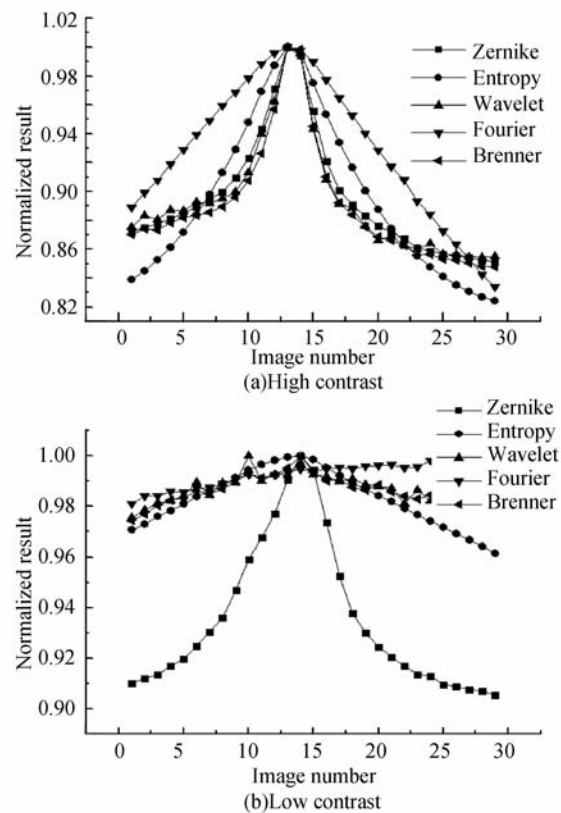 1.02
0.98
0.94
0.90
0.86
0.82
Normalized result
Zernike
Entropy
Wavelet
Fourier
Brenner
0 5 10 15 20 25 30
Image number
(a)High contrast
1.00
0.98
0.96
0.94
0.92
0.90
Normalized result
Zernike
Entropy
Wavelet
Fourier
Brenner
0 5 10 15 20 25 30
Image number
(b)Low contrast